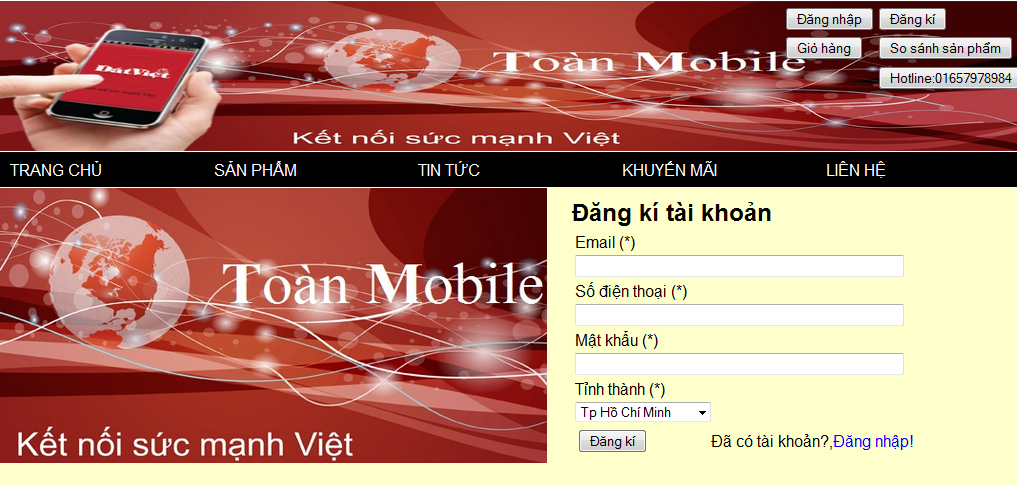 Đăng nhập
Đăng kí
Giỏ hàng
So sánh sản phẩm
Hotline:01657978984
ĐấtViệt
Toàn Mobile
Kết nối sức mạnh Việt
TRANG CHỦ
SẢN PHẨM
TIN TỨC
KHUYẾN MÃI
LIÊN HỆ
Toàn Mobile
Kết nối sức mạnh Việt
Đăng kí tài khoản
Email (*)
Số điện thoại (*)
Mật khẩu (*)
Tỉnh thành (*)
Tp Hồ Chí Minh
Đăng kí
Đã có tài khoản?,Đăng nhập!